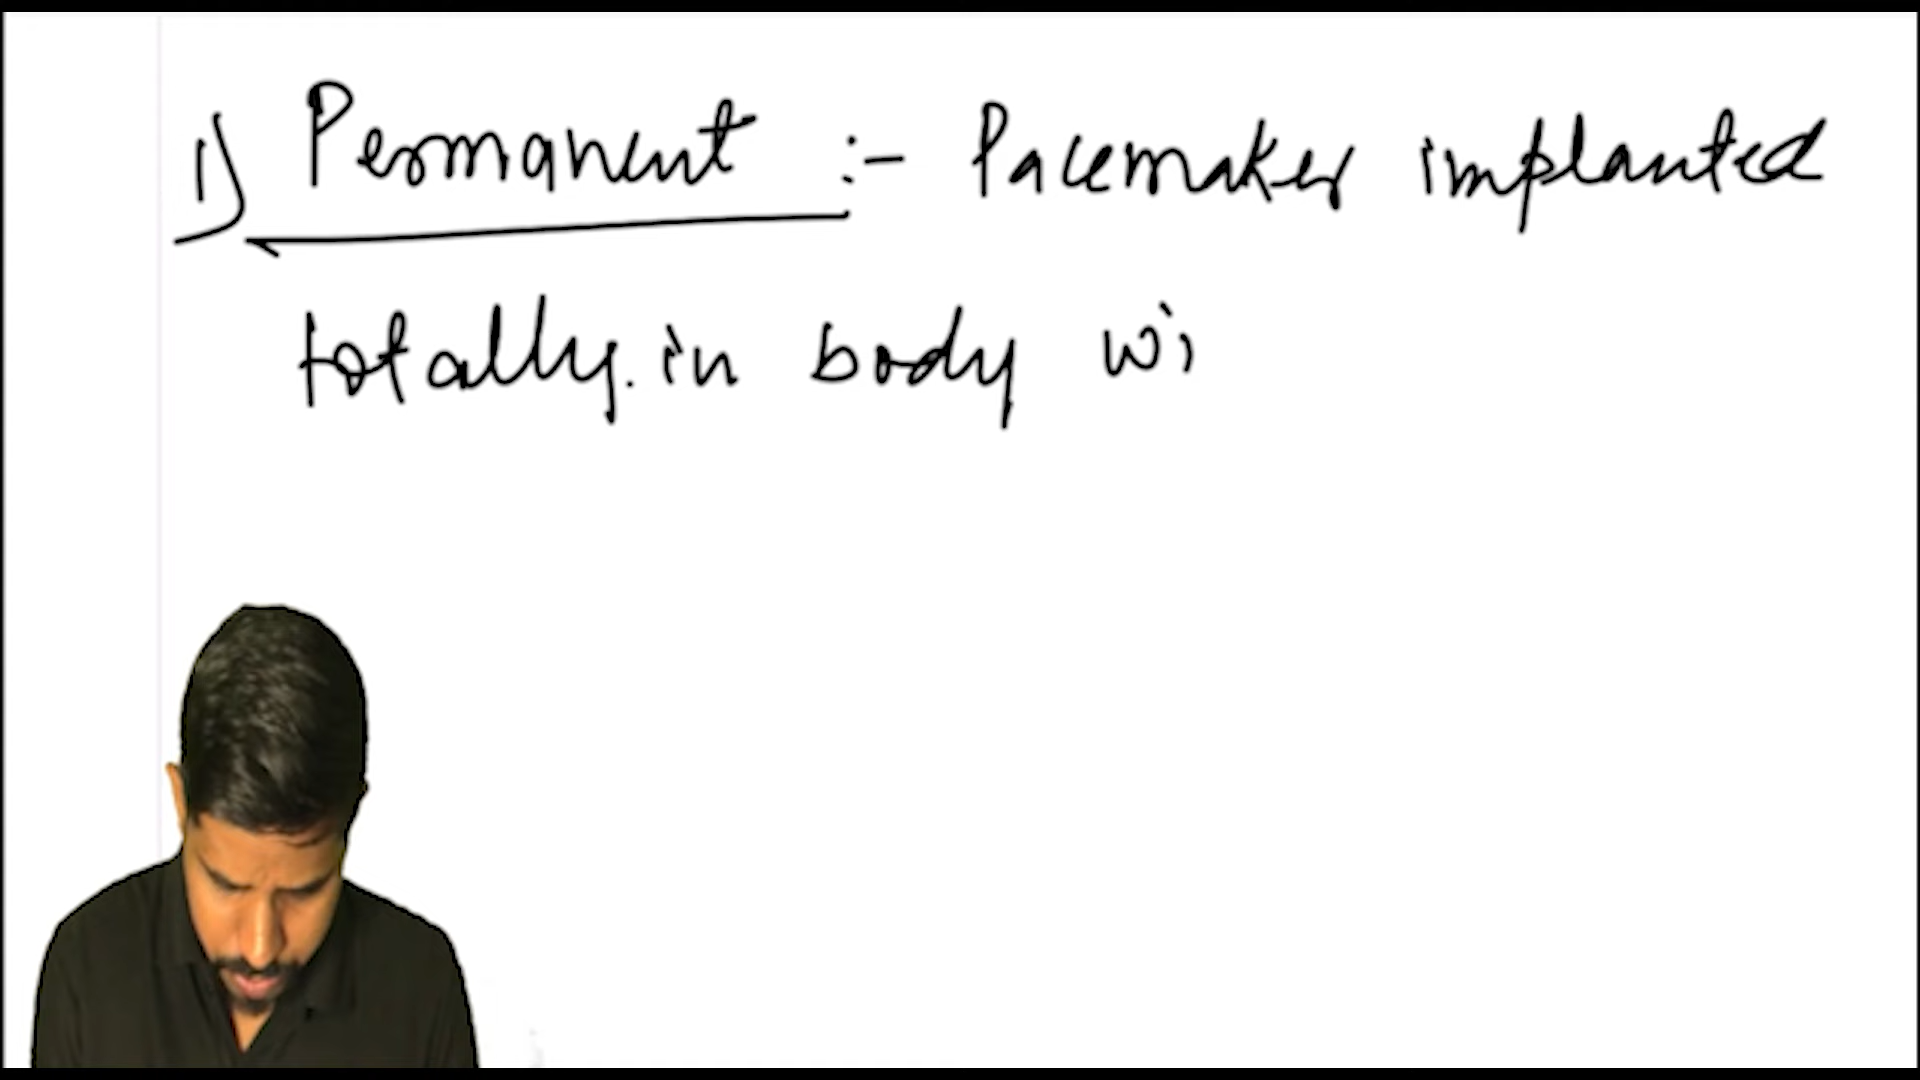 1) Permanent :- Pacemaker implanted
totally in body wi